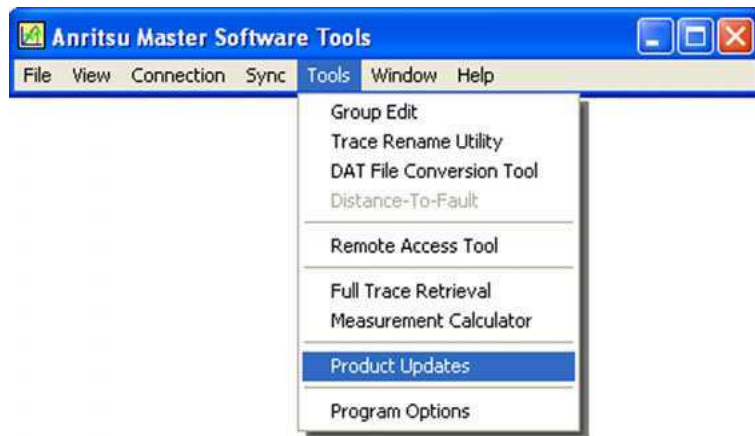 Anritsu Master Software Tools
File View Connection Sync Tools Window Help
Group Edit
Trace Rename Utility
DAT File Conversion Tool
Distance-To-Fault
Remote Access Tool
Full Trace Retrieval
Measurement Calculator
Product Updates
Program Options